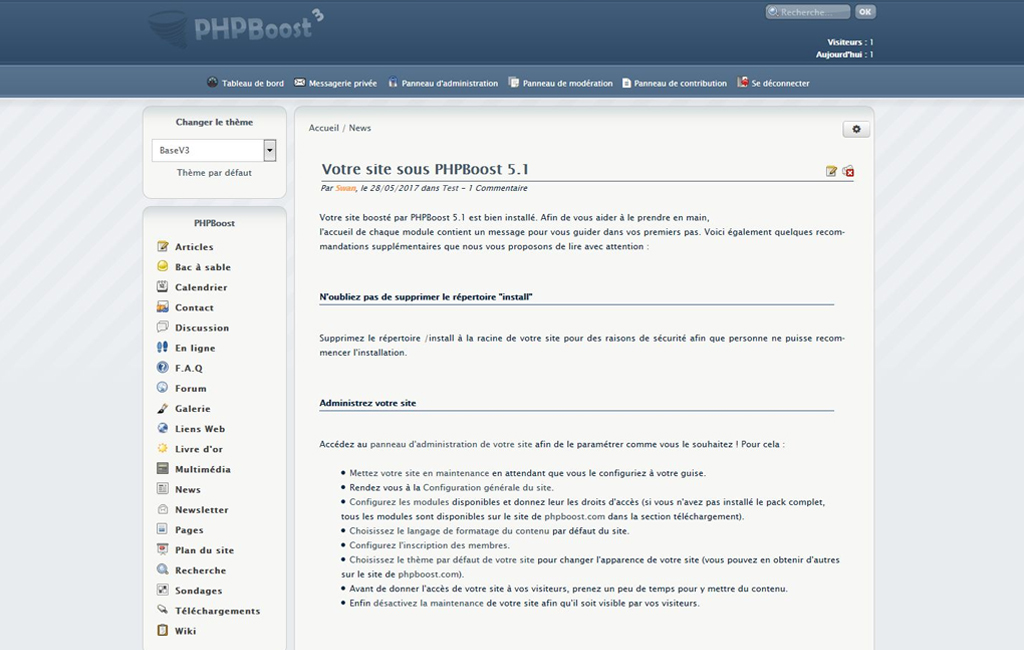 PHPBoost3
Recherche...
OK
Visiteurs : 1
Aujourd'hui : 1
Tableau de bord
Messagerie privée
Panneau d'administration
Panneau de modération
Panneau de contribution
Se déconnecter
Changer le thème
BaseV3
Thème par défaut
PHPBoost
Articles
Bac à sable
Calendrier
Contact
Discussion
En ligne
F.A.Q
Forum
Galerie
Liens Web
Livre d'or
Multimédia
News
Newsletter
Pages
Plan du site
Recherche
Sondages
Téléchargements
Wiki
Accueil / News
Votre site sous PHPBoost 5.1
Par Swan, le 28/05/2017 dans Test - 1 Commentaire
Votre site boosté par PHPBoost 5.1 est bien installé. Afin de vous aider à le prendre en main,
l'accueil de chaque module contient un message pour vous guider dans vos premiers pas. Voici également quelques recom-
mandations supplémentaires que nous vous proposons de lire avec attention :
N'oubliez pas de supprimer le répertoire "install"
Supprimez le répertoire /install à la racine de votre site pour des raisons de sécurité afin que personne ne puisse recom-
mencer l'installation.
Administrez votre site
Accédez au panneau d'administration de votre site afin de le paramétrer comme vous le souhaitez ! Pour cela :
• Mettez votre site en maintenance en attendant que vous le configuriez à votre guise.
• Rendez vous à la Configuration générale du site.
• Configurez les modules disponibles et donnez leur les droits d'accès (si vous n'avez pas installé le pack complet,
tous les modules sont disponibles sur le site de phpboost.com dans la section téléchargement).
• Choisissez le langage de formatage du contenu par défaut du site.
• Configurez l'inscription des membres.
• Choisissez le thème par défaut de votre site pour changer l'apparence de votre site (vous pouvez en obtenir d'autres
sur le site de phpboost.com).
• Avant de donner l'accès de votre site à vos visiteurs, prenez un peu de temps pour y mettre du contenu.
• Enfin désactivez la maintenance de votre site afin qu'il soit visible par vos visiteurs.